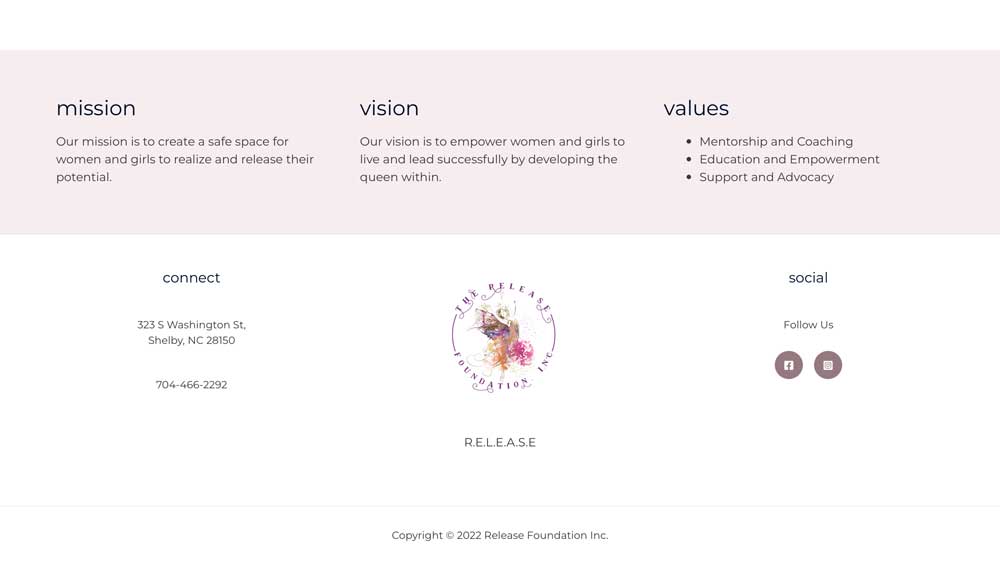 mission
Our mission is to create a safe space for
women and girls to realize and release their
potential.
vision
Our vision is to empower women and girls to
live and lead successfully by developing the
queen within.
values
• Mentorship and Coaching
• Education and Empowerment
• Support and Advocacy
connect
323 S Washington St,
Shelby, NC 28150
704-466-2292
THE RELEASE
FOUNDATION, INC
R.E.L.E.A.S.E
social
Follow Us
Copyright © 2022 Release Foundation Inc.